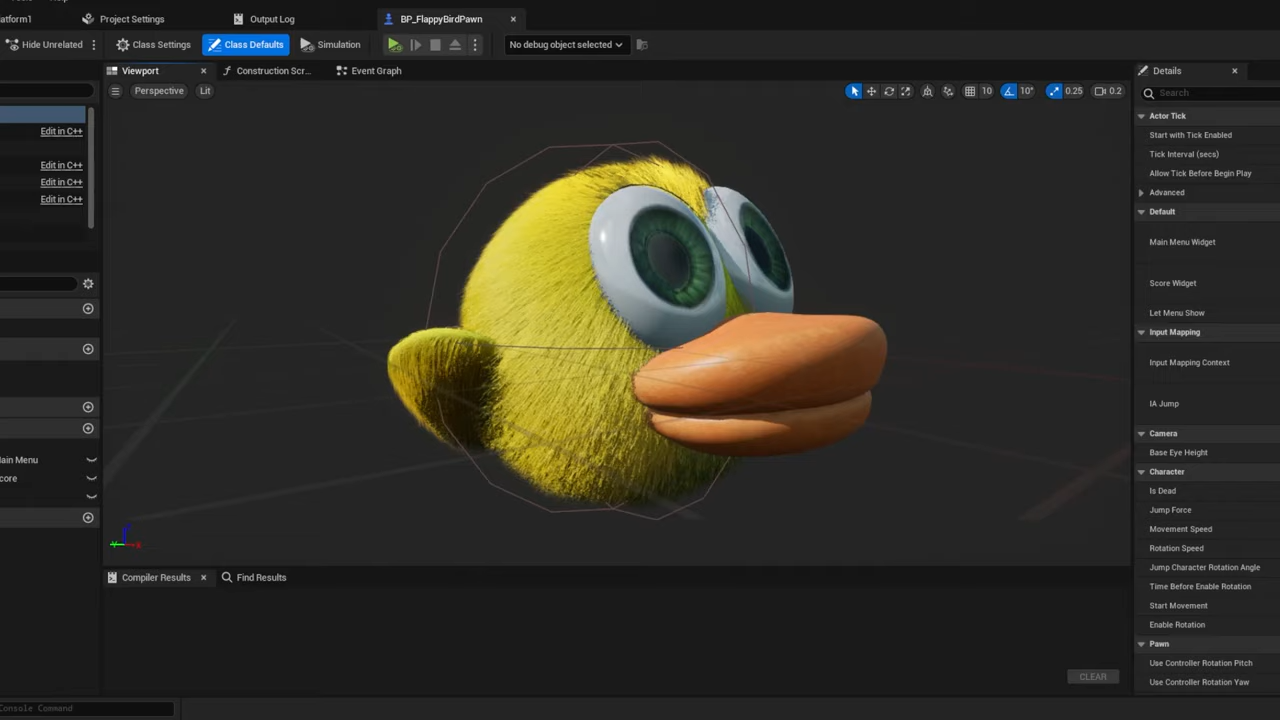 Project Settings
Output Log
BP_FlappyBirdPawn
Hide Unrelated
Class Settings
Class Defaults
Simulation
No debug object selected
Viewport
Construction Scr...
Event Graph
Details
Perspective
Lit
10
10°
0.25
0.2
Search
Edit in C++
Edit in C++
Edit in C++
Edit in C++
Actor Tick
Start with Tick Enabled
Tick Interval (secs)
Allow Tick Before Begin Play
Advanced
Default
Main Menu Widget
Score Widget
Let Menu Show
Input Mapping
Input Mapping Context
IA Jump
Camera
Base Eye Height
Character
Is Dead
Jump Force
Movement Speed
Rotation Speed
Jump Character Rotation Angle
Time Before Enable Rotation
Start Movement
Enable Rotation
Pawn
Use Controller Rotation Pitch
Use Controller Rotation Yaw
ain Menu
core
Compiler Results
Find Results
CLEAR
Console Command